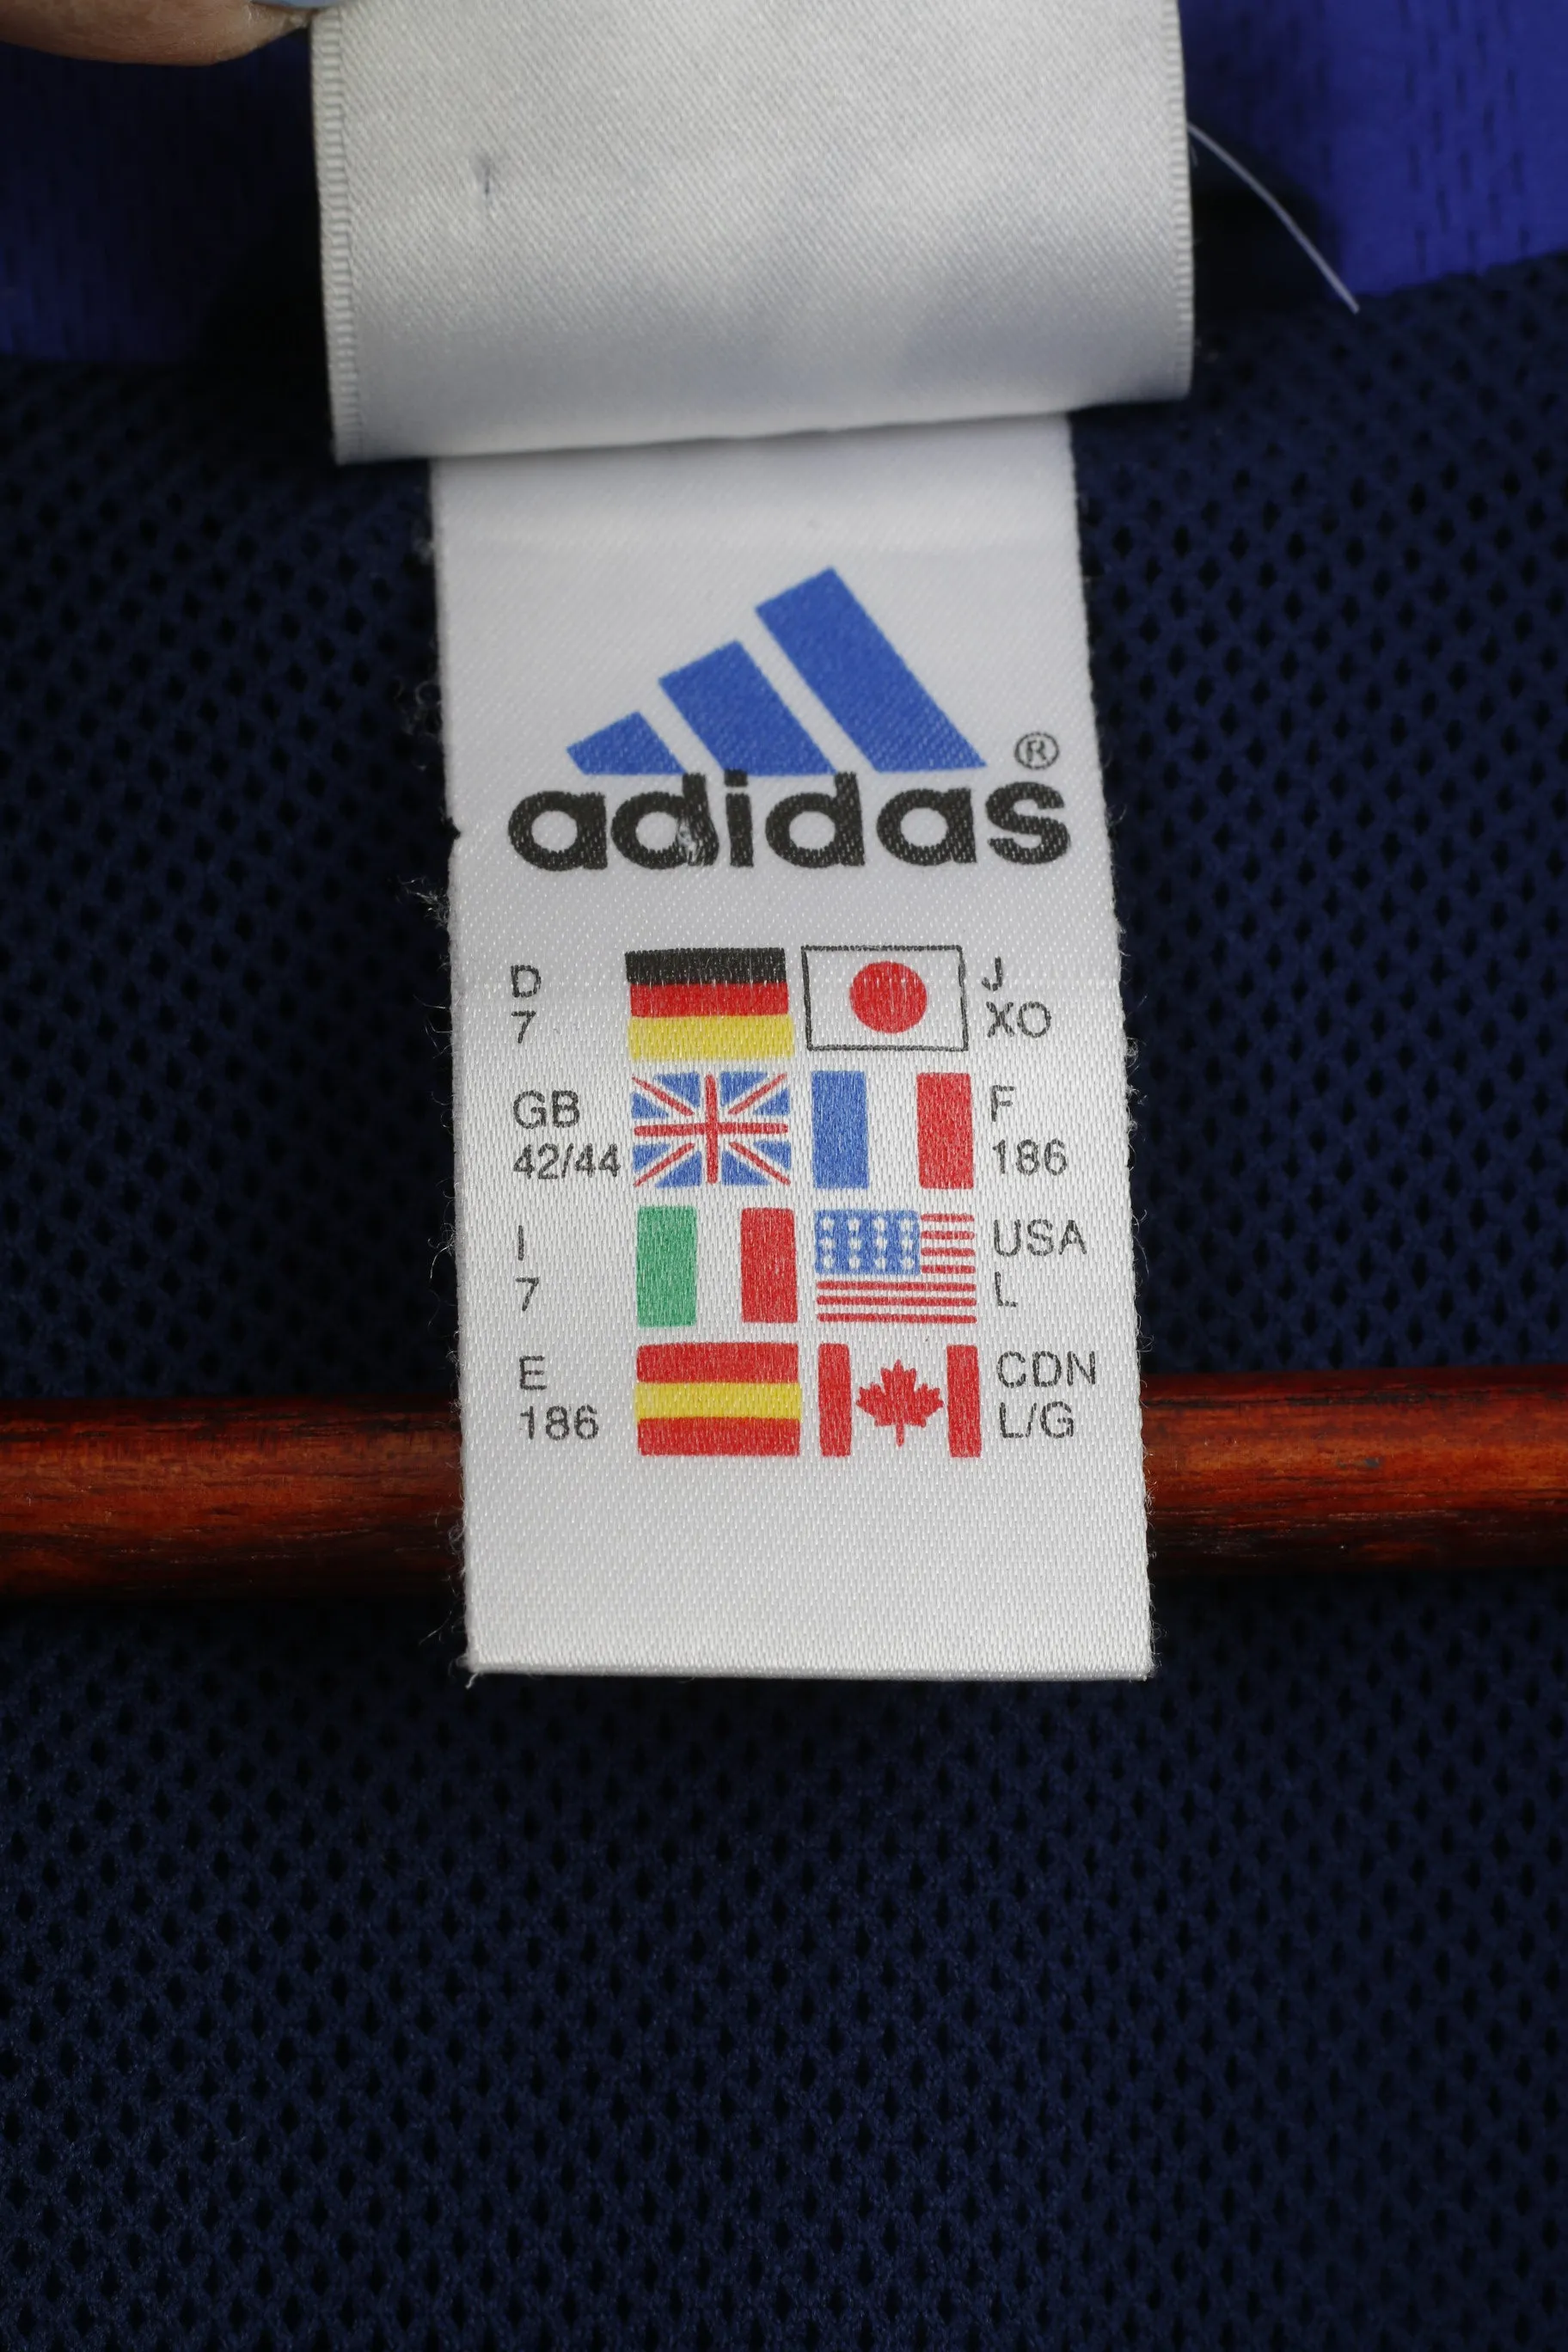 adidas ®
D
7
J
XO
GB
42/44
F
186
I
7
USA
L
E
186
CDN
L/G